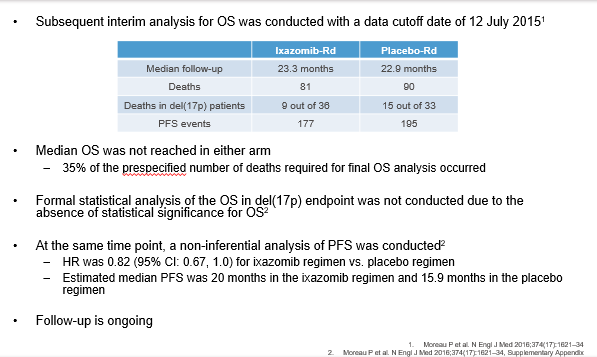 • Subsequent interim analysis for OS was conducted with a data cutoff date of 12 July 2015¹
Ixazomib-Rd Placebo-Rd
Median follow-up 23.3 months 22.9 months
Deaths 81 90
Deaths in del(17p) patients 9 out of 36 15 out of 33
PFS events 177 195
• Median OS was not reached in either arm
– 35% of the prespecified number of deaths required for final OS analysis occurred
• Formal statistical analysis of the OS in del(17p) endpoint was not conducted due to the
absence of statistical significance for OS²
• At the same time point, a non-inferential analysis of PFS was conducted²
– HR was 0.82 (95% CI: 0.67, 1.0) for ixazomib regimen vs. placebo regimen
– Estimated median PFS was 20 months in the ixazomib regimen and 15.9 months in the placebo
regimen
• Follow-up is ongoing
1. Moreau P et al. N Engl J Med 2016;374(17):1621–34
2. Moreau P et al. N Engl J Med 2016;374(17):1621–34, Supplementary Appendix